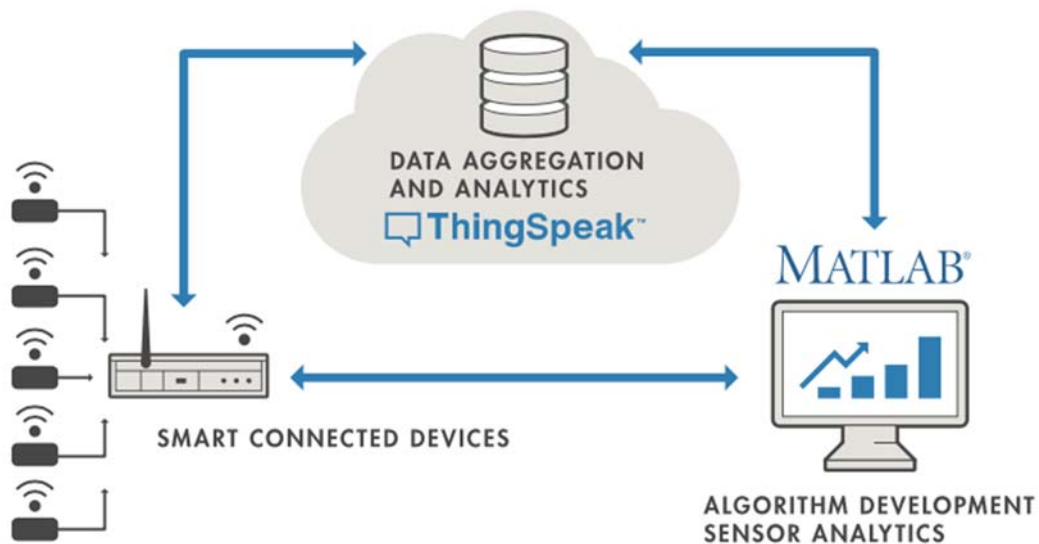 DATA AGGREGATION
AND ANALYTICS
ThingSpeak™
MATLAB®
SMART CONNECTED DEVICES
ALGORITHM DEVELOPMENT
SENSOR ANALYTICS